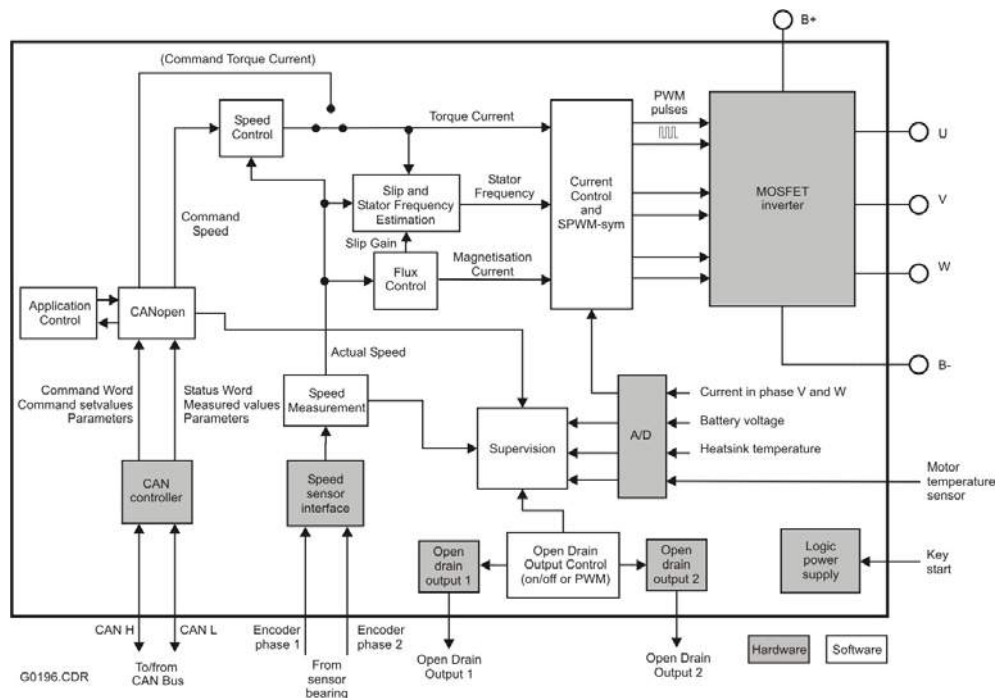 B+
(Command Torque Current)
PWM
pulses
Speed
Control
Torque Current
U
MOSFET
inverter
Slip and
Stator Frequency
Estimation
Stator
Frequency
Current
Control
and
SPWM-sym
V
Command
Speed
Slip Gain
Flux
Control
Magnetisation
Current
W
Application
Control
CANopen
Actual Speed
B-
Command Word
Command setvalues
Parameters
Status Word
Measured values
Parameters
Speed
Measurement
Supervision
A/D
Current in phase V and W
Battery voltage
Heatsink temperature
Motor
temperature
sensor
CAN
controller
Speed
sensor
interface
Open
drain
output 1
Open Drain
Output Control
(on/off or PWM)
Open
drain
output 2
Logic
power
supply
Key
start
CAN H
CAN L
Encoder
phase 1
Encoder
phase 2
Hardware
Software
To/from
CAN Bus
From
sensor
bearing
Open Drain
Output 1
Open Drain
Output 2
G0196.CDR